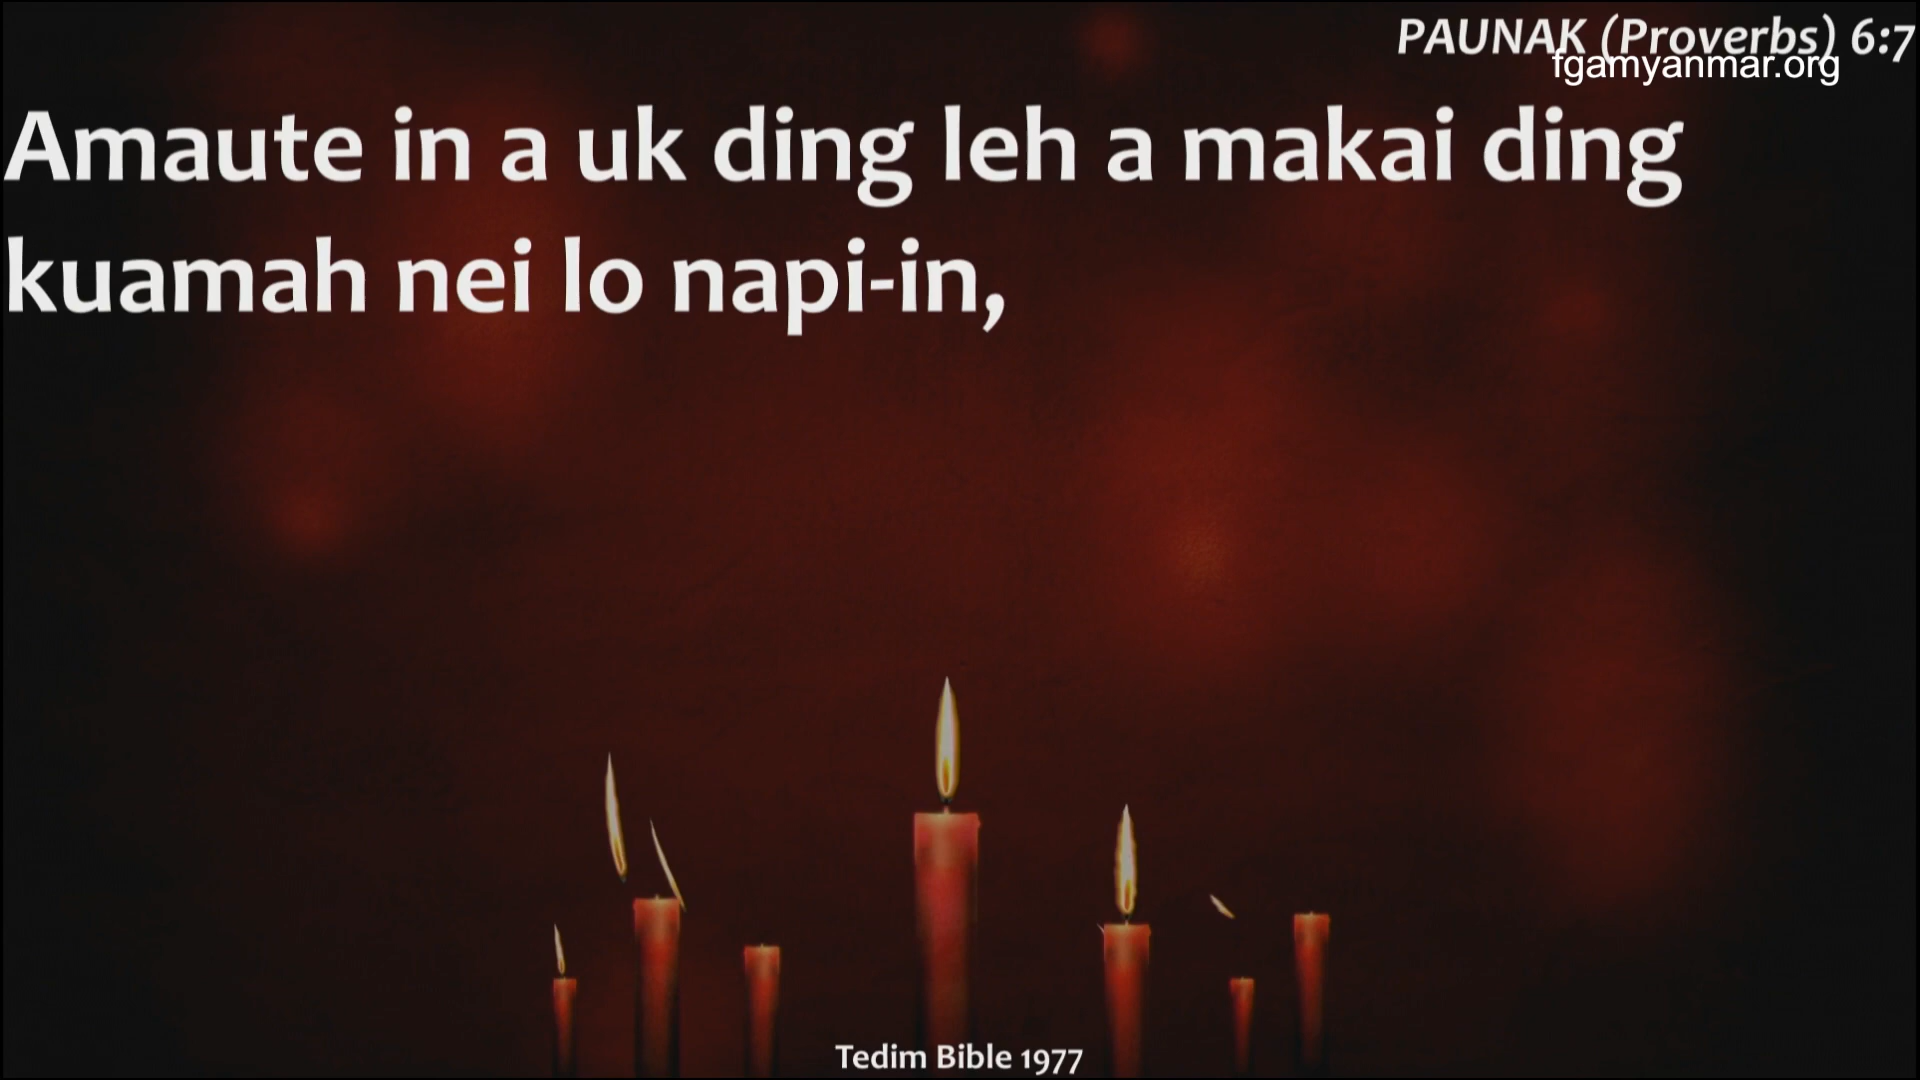 PAUNAK (Proverbs) 6:7
fgamyanmar.org
Amaute in a uk ding leh a makai ding
kuamah nei lo napi-in,
Tedim Bible 1977